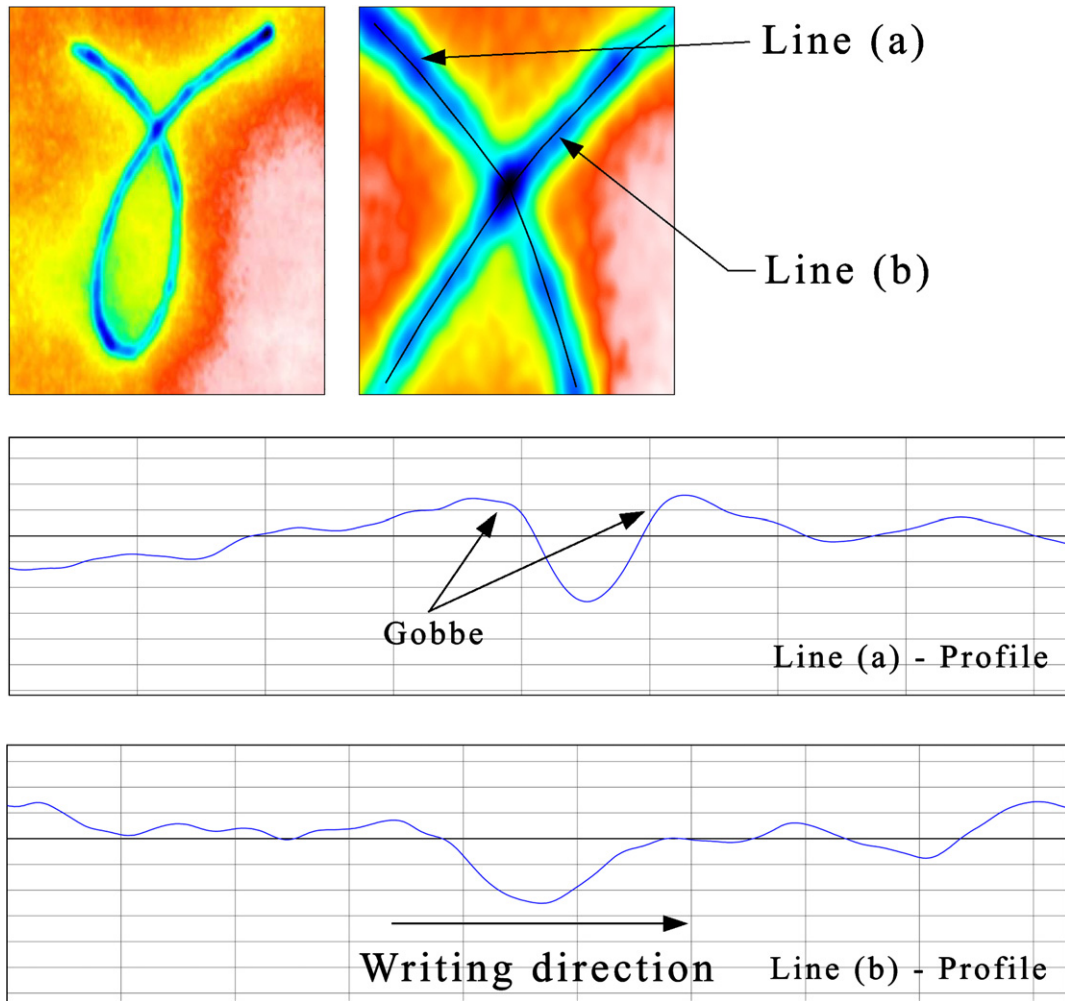 Line (a)
Line (b)
Gobbe
Line (a) - Profile
Writing direction
Line (b) - Profile